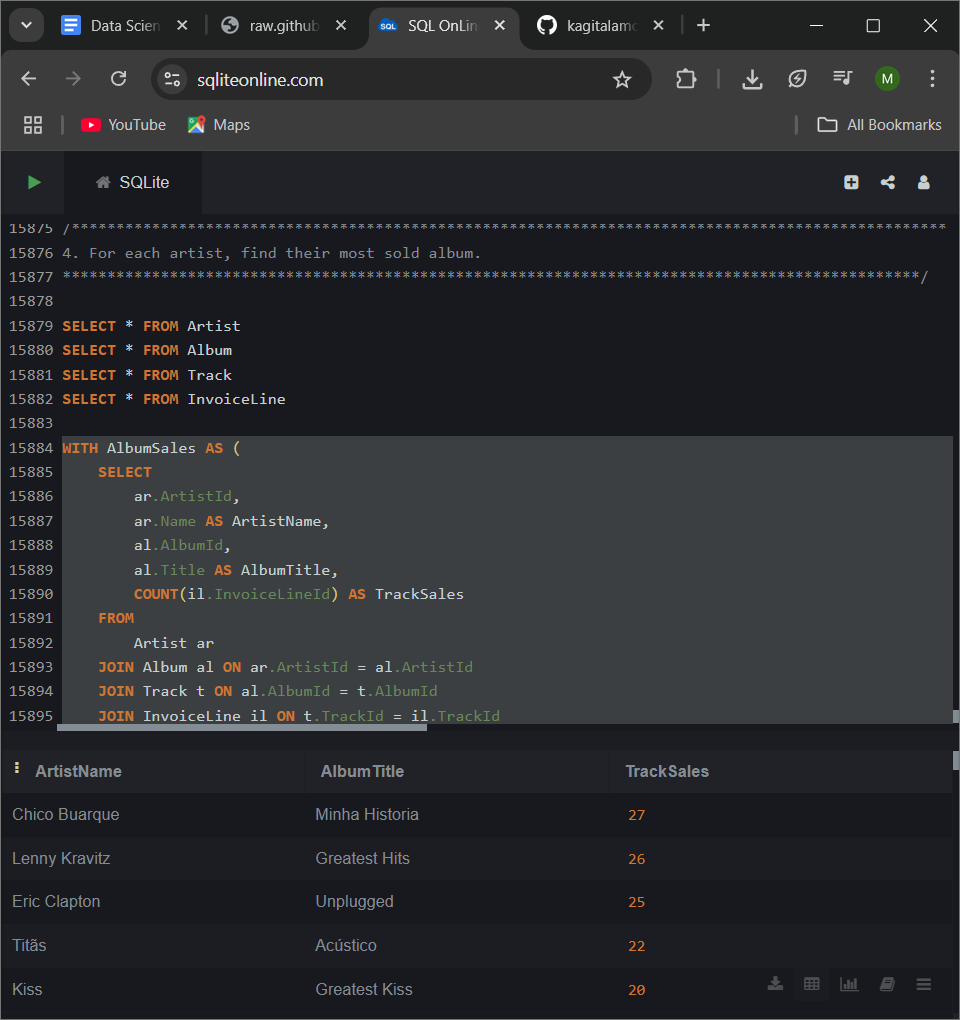 Data Scien
raw.github
SQL OnLin
kagitalamo
sqliteonline.com
M
YouTube
Maps
All Bookmarks
SQLite
15875 /**************************************************************************************************
15876 4. For each artist, find their most sold album.
15877 ************************************************************************************************/
15878
15879 SELECT * FROM Artist
15880 SELECT * FROM Album
15881 SELECT * FROM Track
15882 SELECT * FROM InvoiceLine
15883
15884 WITH AlbumSales AS (
15885 SELECT
15886 ar.ArtistId,
15887 ar.Name AS ArtistName,
15888 al.AlbumId,
15889 al.Title AS AlbumTitle,
15890 COUNT(il.InvoiceLineId) AS TrackSales
15891 FROM
15892 Artist ar
15893 JOIN Album al ON ar.ArtistId = al.ArtistId
15894 JOIN Track t ON al.AlbumId = t.AlbumId
15895 JOIN InvoiceLine il ON t.TrackId = il.TrackId
ArtistName AlbumTitle TrackSales
Chico Buarque Minha Historia 27
Lenny Kravitz Greatest Hits 26
Eric Clapton Unplugged 25
Titãs Acústico 22
Kiss Greatest Kiss 20